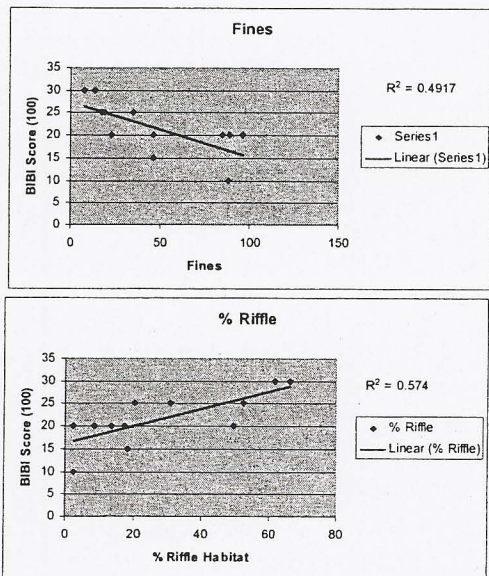 Fines
35
30
25
20
15
10
5
0
BIBI Score (100)
0 50 100 150
Fines
R² = 0.4917
Series1
Linear (Series1)
% Riffle
35
30
25
20
15
10
5
0
BIBI Score (100)
0 20 40 60 80
% Riffle Habitat
R² = 0.574
% Riffle
Linear (% Riffle)